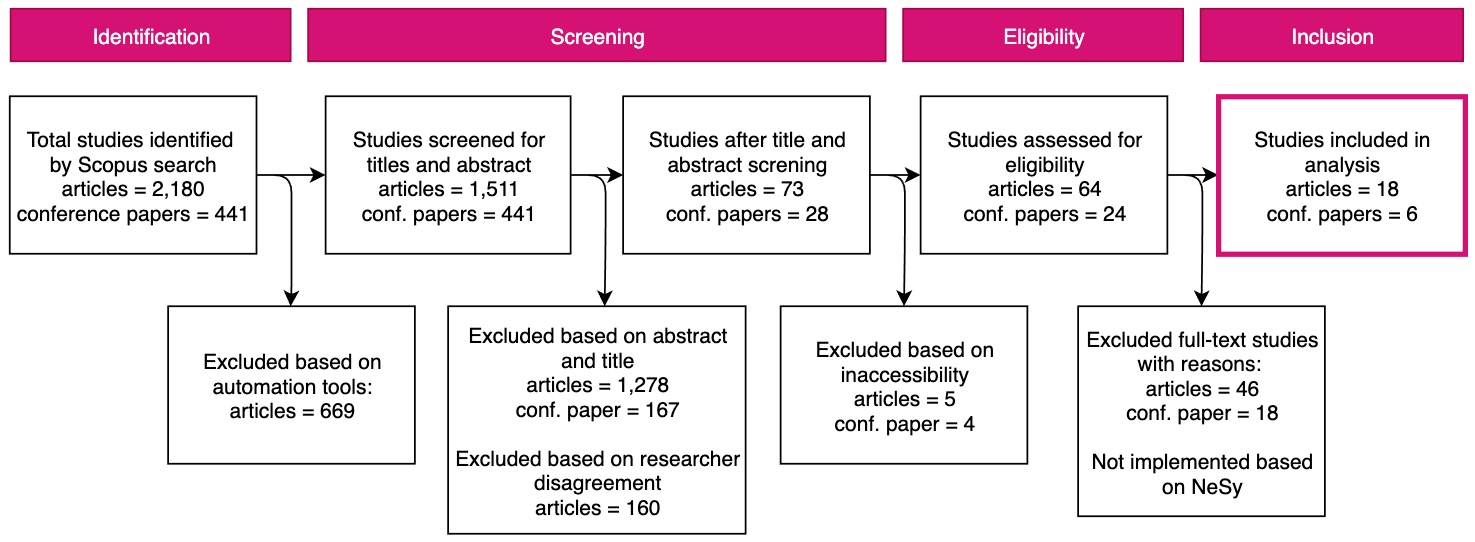 Identification
Screening
Eligibility
Inclusion
Total studies identified
by Scopus search
articles = 2,180
conference papers = 441
Studies screened for
titles and abstract
articles = 1,511
conf. papers = 441
Studies after title and
abstract screning
articles = 73
conf. papers = 28
Studies assessed for
eligibility
articles = 64
conf. papers = 24
Studies included in
analysis
articles = 18
conf. papers = 6
Excluded based on
automation tools:
articles = 669
Excluded based on abstract
and title
articles = 1,278
conf. paper = 167
Excluded based on researcher
disagreement
articles = 160
Excluded based on
inaccessibility
articles = 5
conf. paper = 4
Excluded full-text studies
with reasons:
articles = 46
conf. paper = 18
Not implemented based
on NeSy